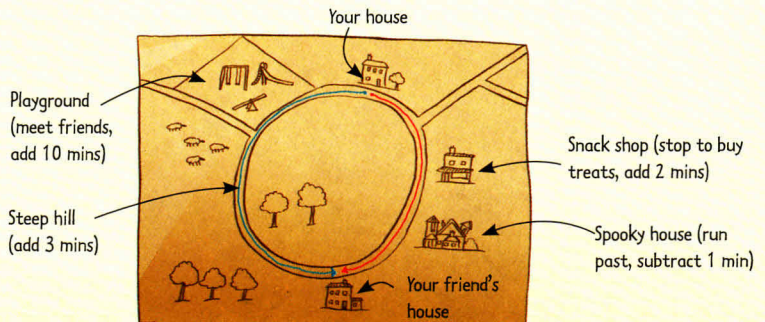 Your house
Playground
(meet friends,
add 10 mins)
Snack shop (stop to buy
treats, add 2 mins)
Steep hill
(add 3 mins)
Spooky house (run
past, subtract 1 min)
Your friend's
house